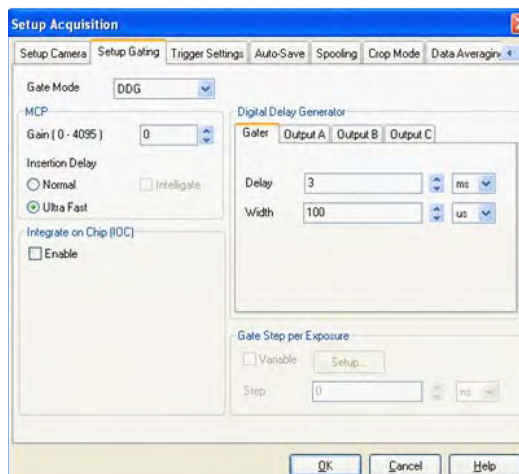 Setup Acquisition
Setup Camera Setup Gating Trigger Settings Auto-Save Spooling Crop Mode Data Averaging
Gate Mode DDG
MCP
Gain ( 0 - 4095 ) 0
Insertion Delay
Normal Intelligate
Ultra Fast
Integrate on Chip (IOC)
Enable
Digital Delay Generator
Gater Output A Output B Output C
Delay 3 ms
Width 100 us
Gate Step per Exposure
Variable Setup...
Step 0 ns
OK Cancel Help